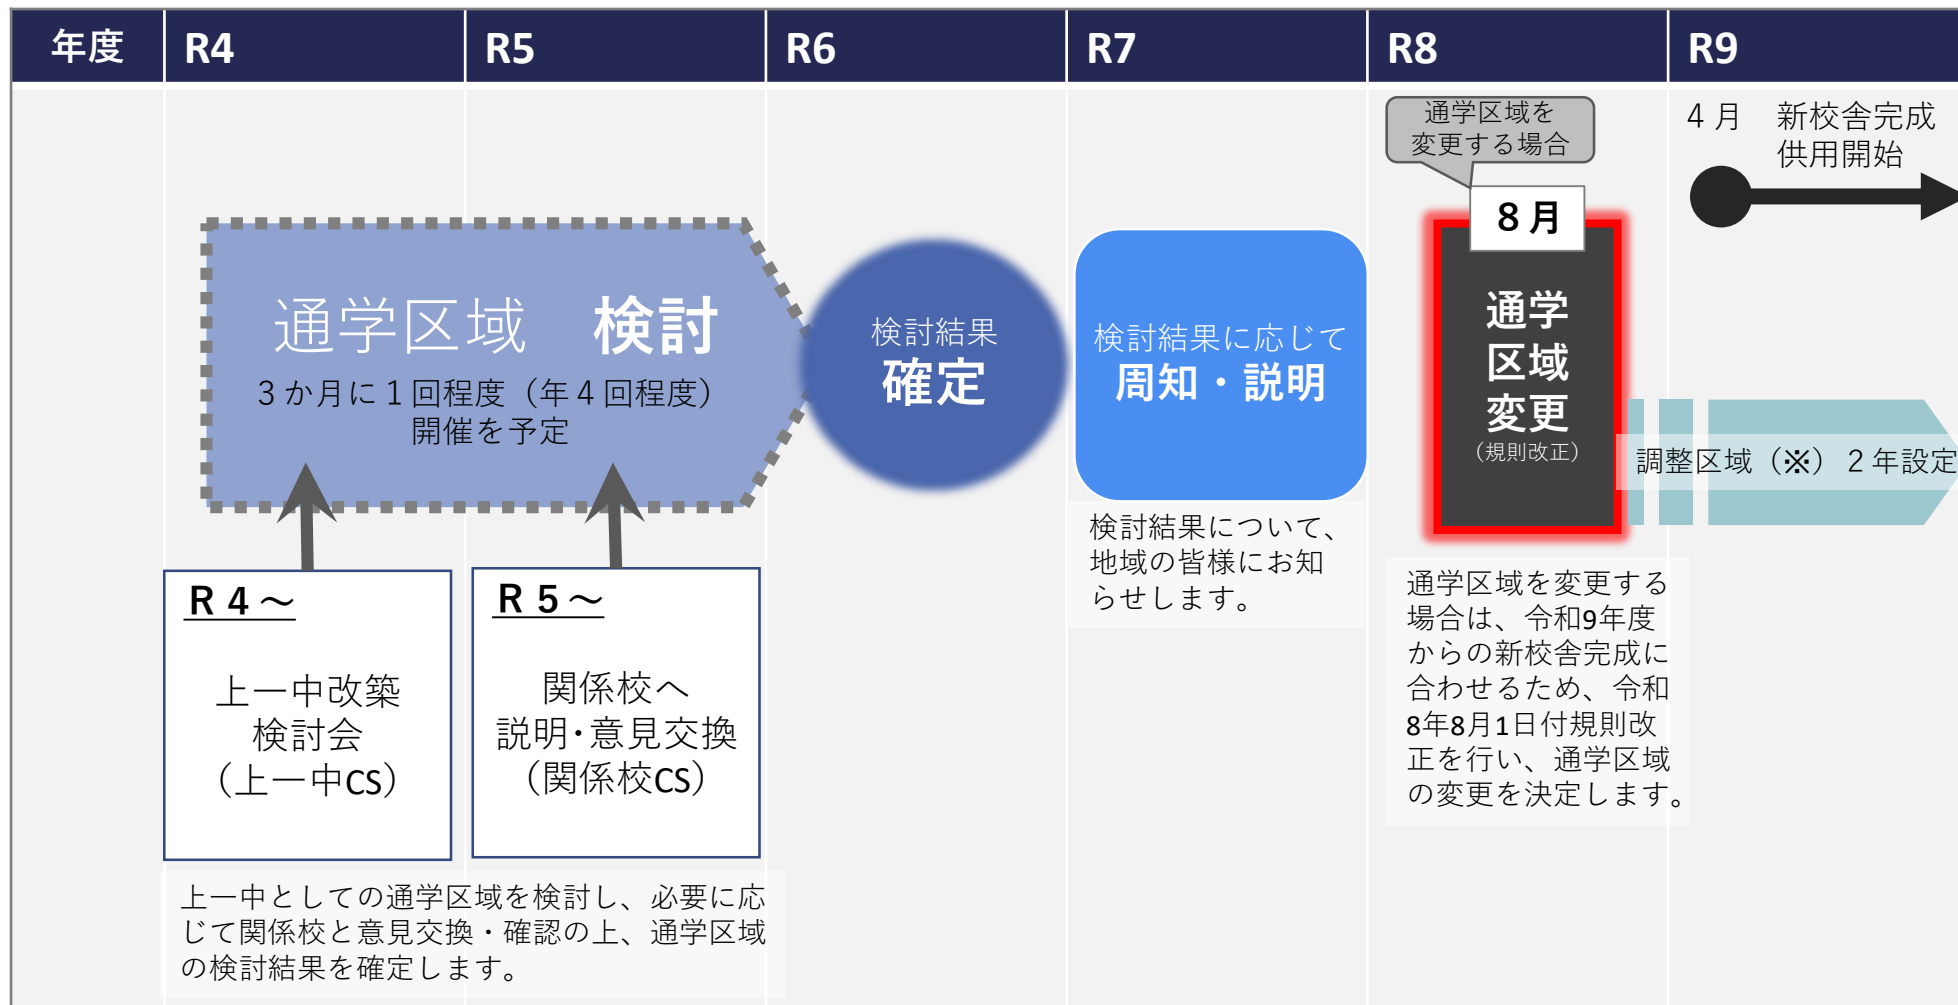 年度 R4 R5 R6 R7 R8 R9
通学区域を
変更する場合
４月　新校舎完成
供用開始
８月
通学区域　検討
３か月に１回程度（年４回程度）
開催を予定
検討結果
確定
検討結果に応じて
周知・説明
通学
区域
変更
（規則改正）
調整区域（※）２年設定
検討結果について、
地域の皆様にお知
らせします。
Ｒ４～
上一中改築
検討会
（上一中CS）
Ｒ５～
関係校へ
説明・意見交換
（関係校CS）
通学区域を変更する
場合は、令和9年度
からの新校舎完成に
合わせるため、令和
8年8月1日付規則改
正を行い、通学区域
の変更を決定します。
上一中としての通学区域を検討し、必要に応
じて関係校と意見交換・確認の上、通学区域
の検討結果を確定します。